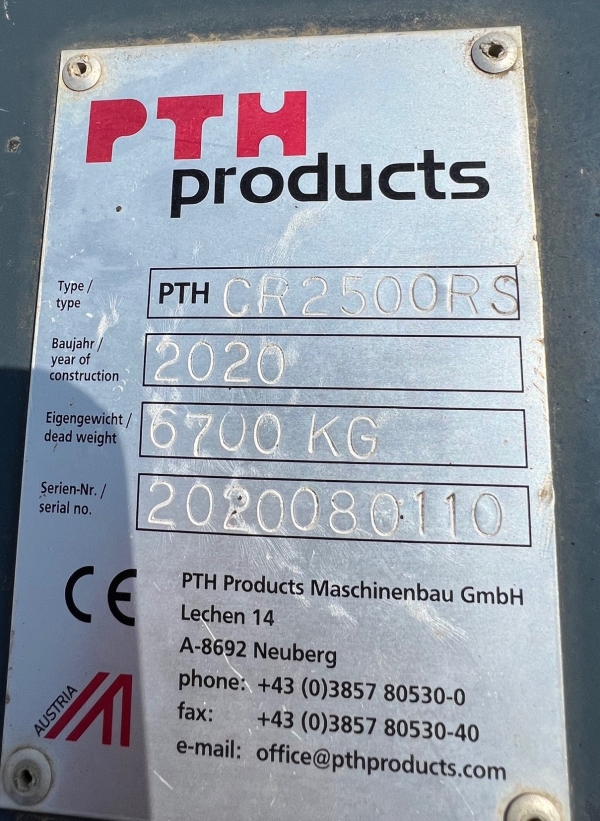 PTH
products
Type /
type
PTH CR2500RS
Baujahr /
year of
construction
2020
Eigengewicht /
dead weight
6700 KG
Serien-Nr. /
serial no.
2020080110
CE
PTH Products Maschinenbau GmbH
Lechen 14
A-8692 Neuberg
phone: +43 (0)3857 80530-0
fax: +43 (0)3857 80530-40
e-mail: office@pthproducts.com
AUSTRIA